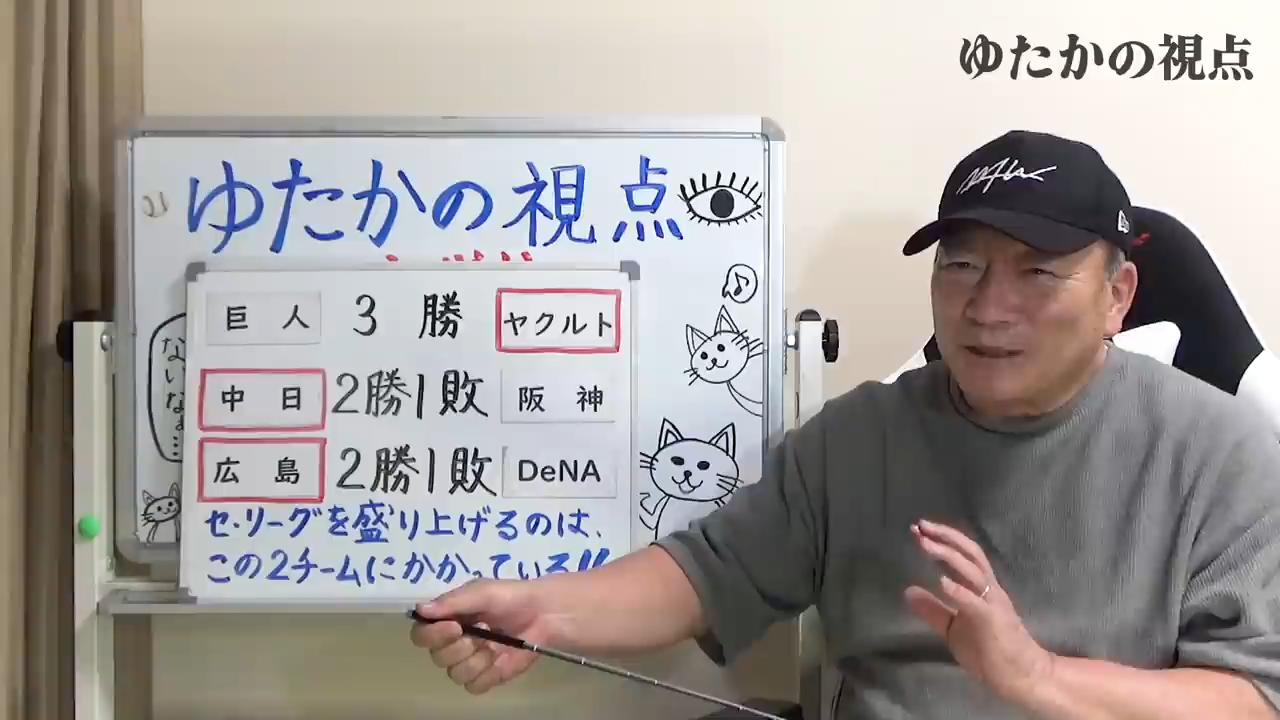 ゆたかの視点
ゆたかの視点
巨人 3勝 ヤクルト
中日 2勝1敗 阪神
広島 2勝1敗 DeNA
セ・リーグを盛り上げるのは、
この2チームにかかっている!!